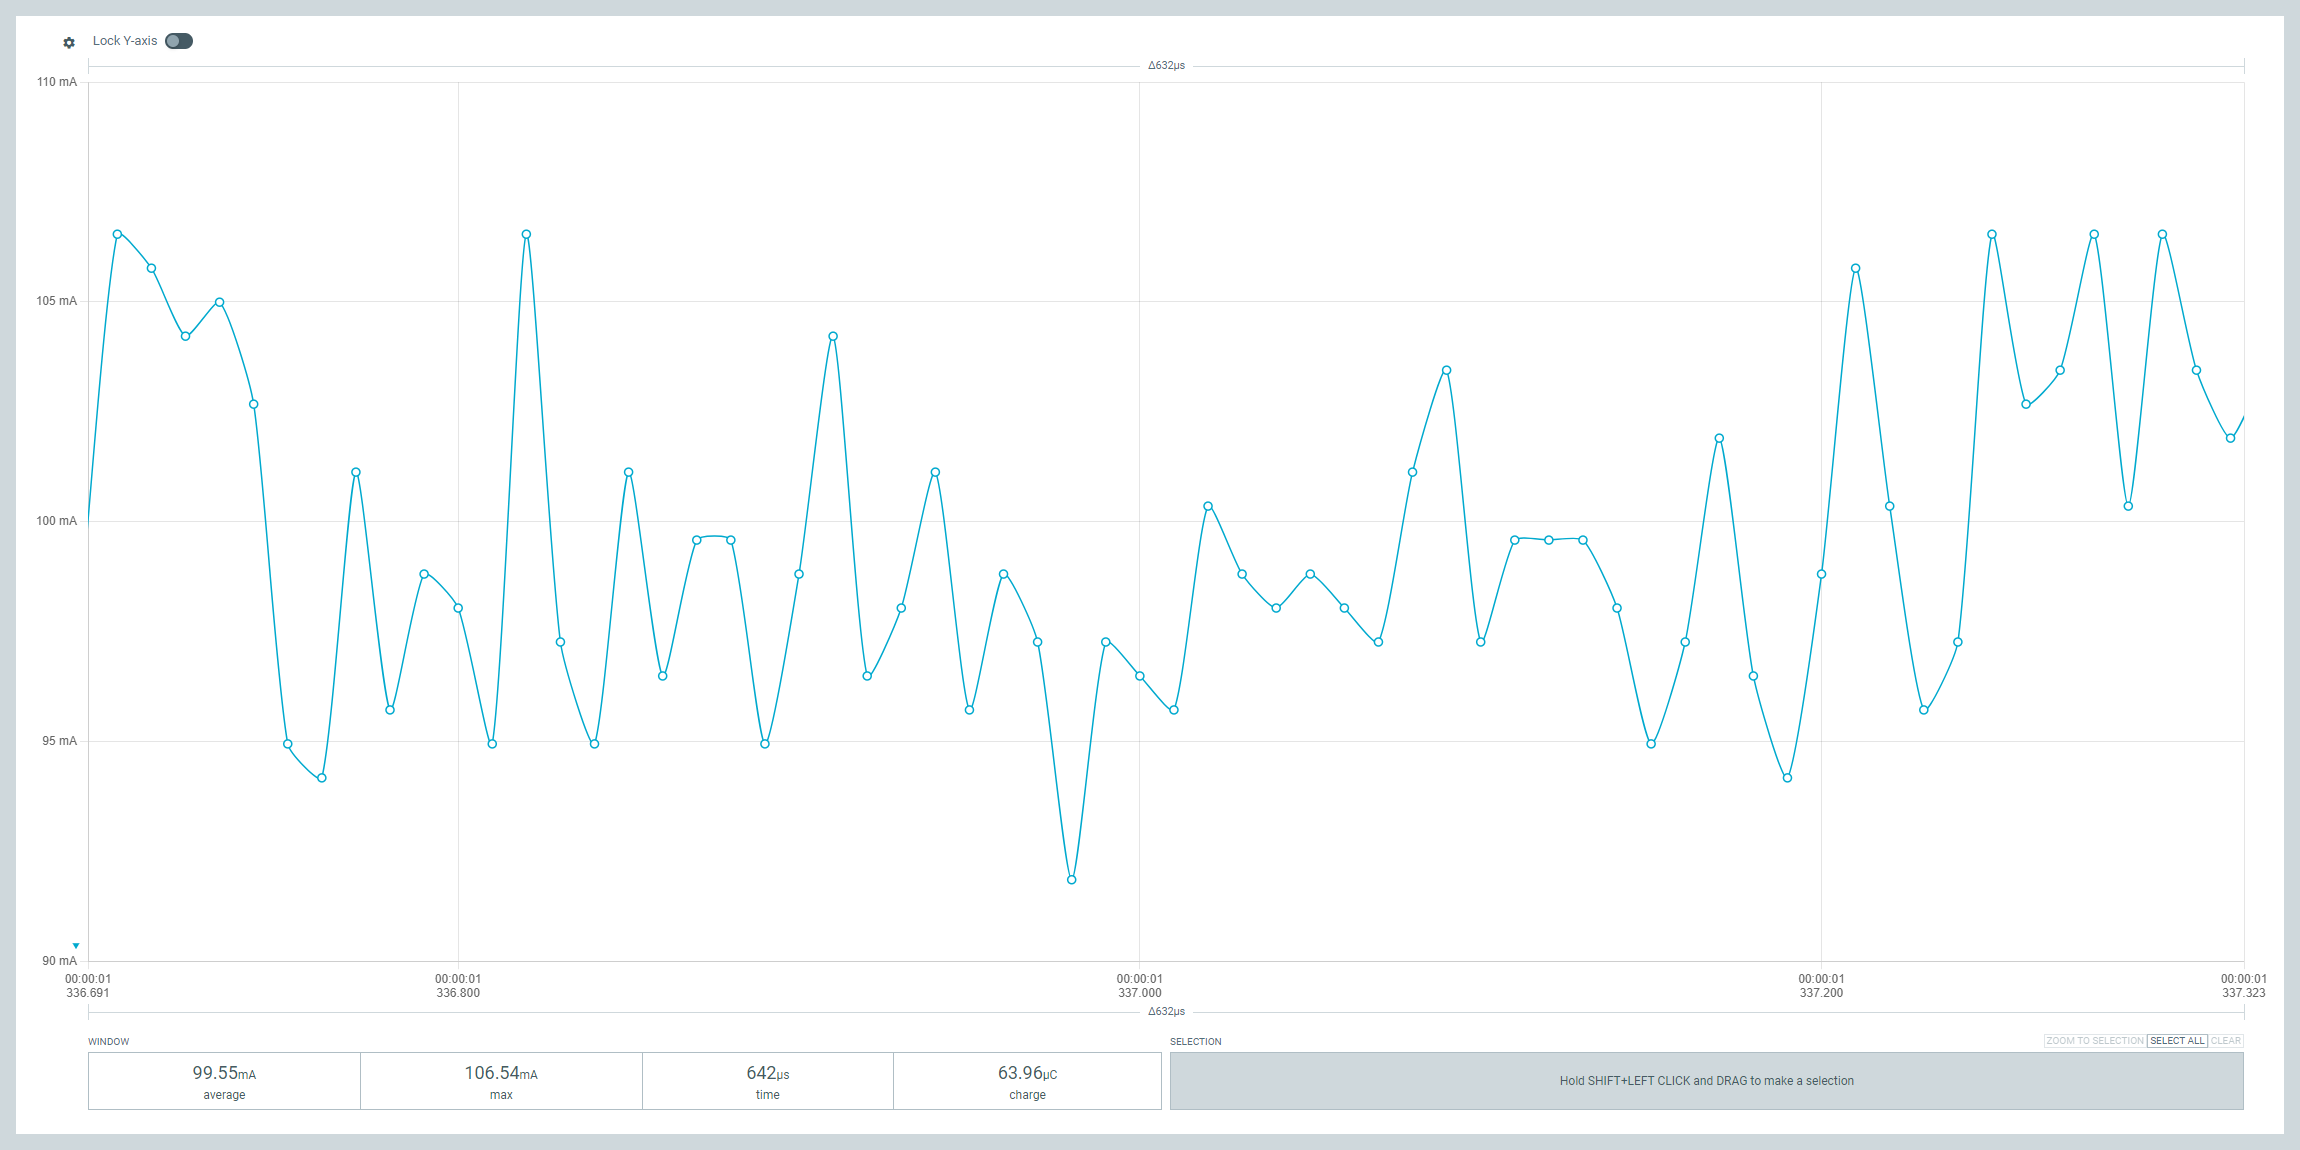 Lock Y-axis
Δ632µs
110 mA
105 mA
100 mA
95 mA
90 mA
00:00:01 00:00:01 00:00:01 00:00:01 00:00:01
336.691 336.800 337.000 337.200 337.323
Δ632µs
WINDOW
99.55mA 106.54mA 642µs 63.96µC
average max time charge
SELECTION ZOOM TO SELECTION SELECT ALL CLEAR
Hold SHIFT+LEFT CLICK and DRAG to make a selection